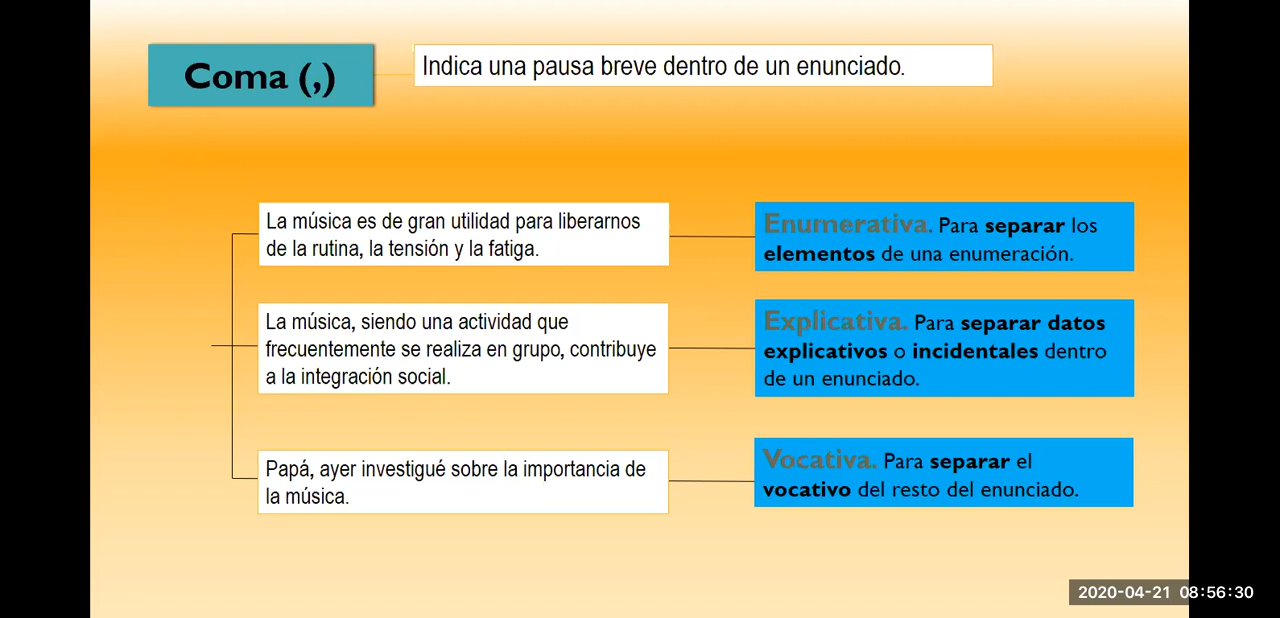 Coma (,)
Indica una pausa breve dentro de un enunciado.
La música es de gran utilidad para liberarnos
de la rutina, la tensión y la fatiga.
Enumerativa. Para separar los
elementos de una enumeración.
La música, siendo una actividad que
frecuentemente se realiza en grupo, contribuye
a la integración social.
Explicativa. Para separar datos
explicativos o incidentales dentro
de un enunciado.
Papá, ayer investigué sobre la importancia de
la música.
Vocativa. Para separar el
vocativo del resto del enunciado.
2020-04-21 08:56:30